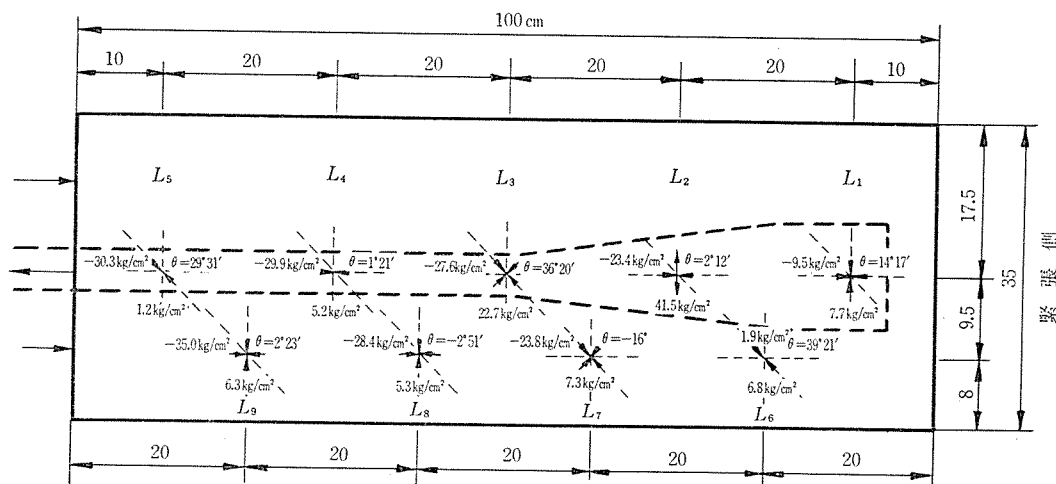 100 cm
10
20
20
20
20
10
L₅
L₄
L₃
L₂
L₁
−30.3 kg/cm²
θ=29°31′
1.2 kg/cm²
−29.9 kg/cm²
θ=1°21′
5.2 kg/cm²
−27.6 kg/cm²
θ=36°20′
22.7 kg/cm²
−23.4 kg/cm²
θ=2°12′
41.5 kg/cm²
−9.5 kg/cm²
θ=14°17′
7.7 kg/cm²
−35.0 kg/cm²
θ=2°23′
6.3 kg/cm²
−28.4 kg/cm²
θ=−2°51′
5.3 kg/cm²
−23.8 kg/cm²
θ=−16°
7.3 kg/cm²
1.9 kg/cm²
θ=39°21′
6.8 kg/cm²
L₉
L₈
L₇
L₆
20
20
20
20
20
17.5
9.5
8
35
緊張側